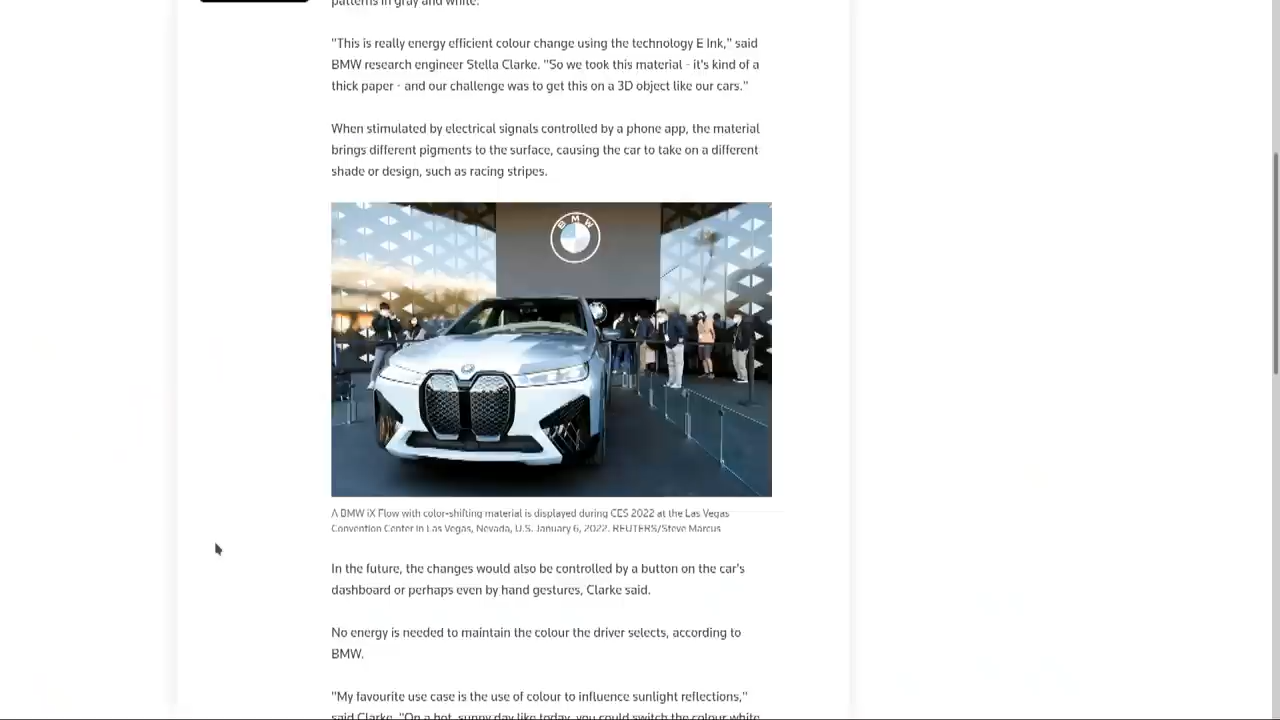 patterns in gray and white.
"This is really energy efficient colour change using the technology E Ink," said
BMW research engineer Stella Clarke. "So we took this material - it's kind of a
thick paper - and our challenge was to get this on a 3D object like our cars."
When stimulated by electrical signals controlled by a phone app, the material
brings different pigments to the surface, causing the car to take on a different
shade or design, such as racing stripes.
BMW
A BMW iX Flow with color-shifting material is displayed during CES 2022 at the Las Vegas
Convention Center in Las Vegas, Nevada, U.S. January 6, 2022. REUTERS/Steve Marcus
In the future, the changes would also be controlled by a button on the car's
dashboard or perhaps even by hand gestures, Clarke said.
No energy is needed to maintain the colour the driver selects, according to
BMW.
"My favourite use case is the use of colour to influence sunlight reflections,"
said Clarke. "On a hot, sunny day like today, you could switch the colour white